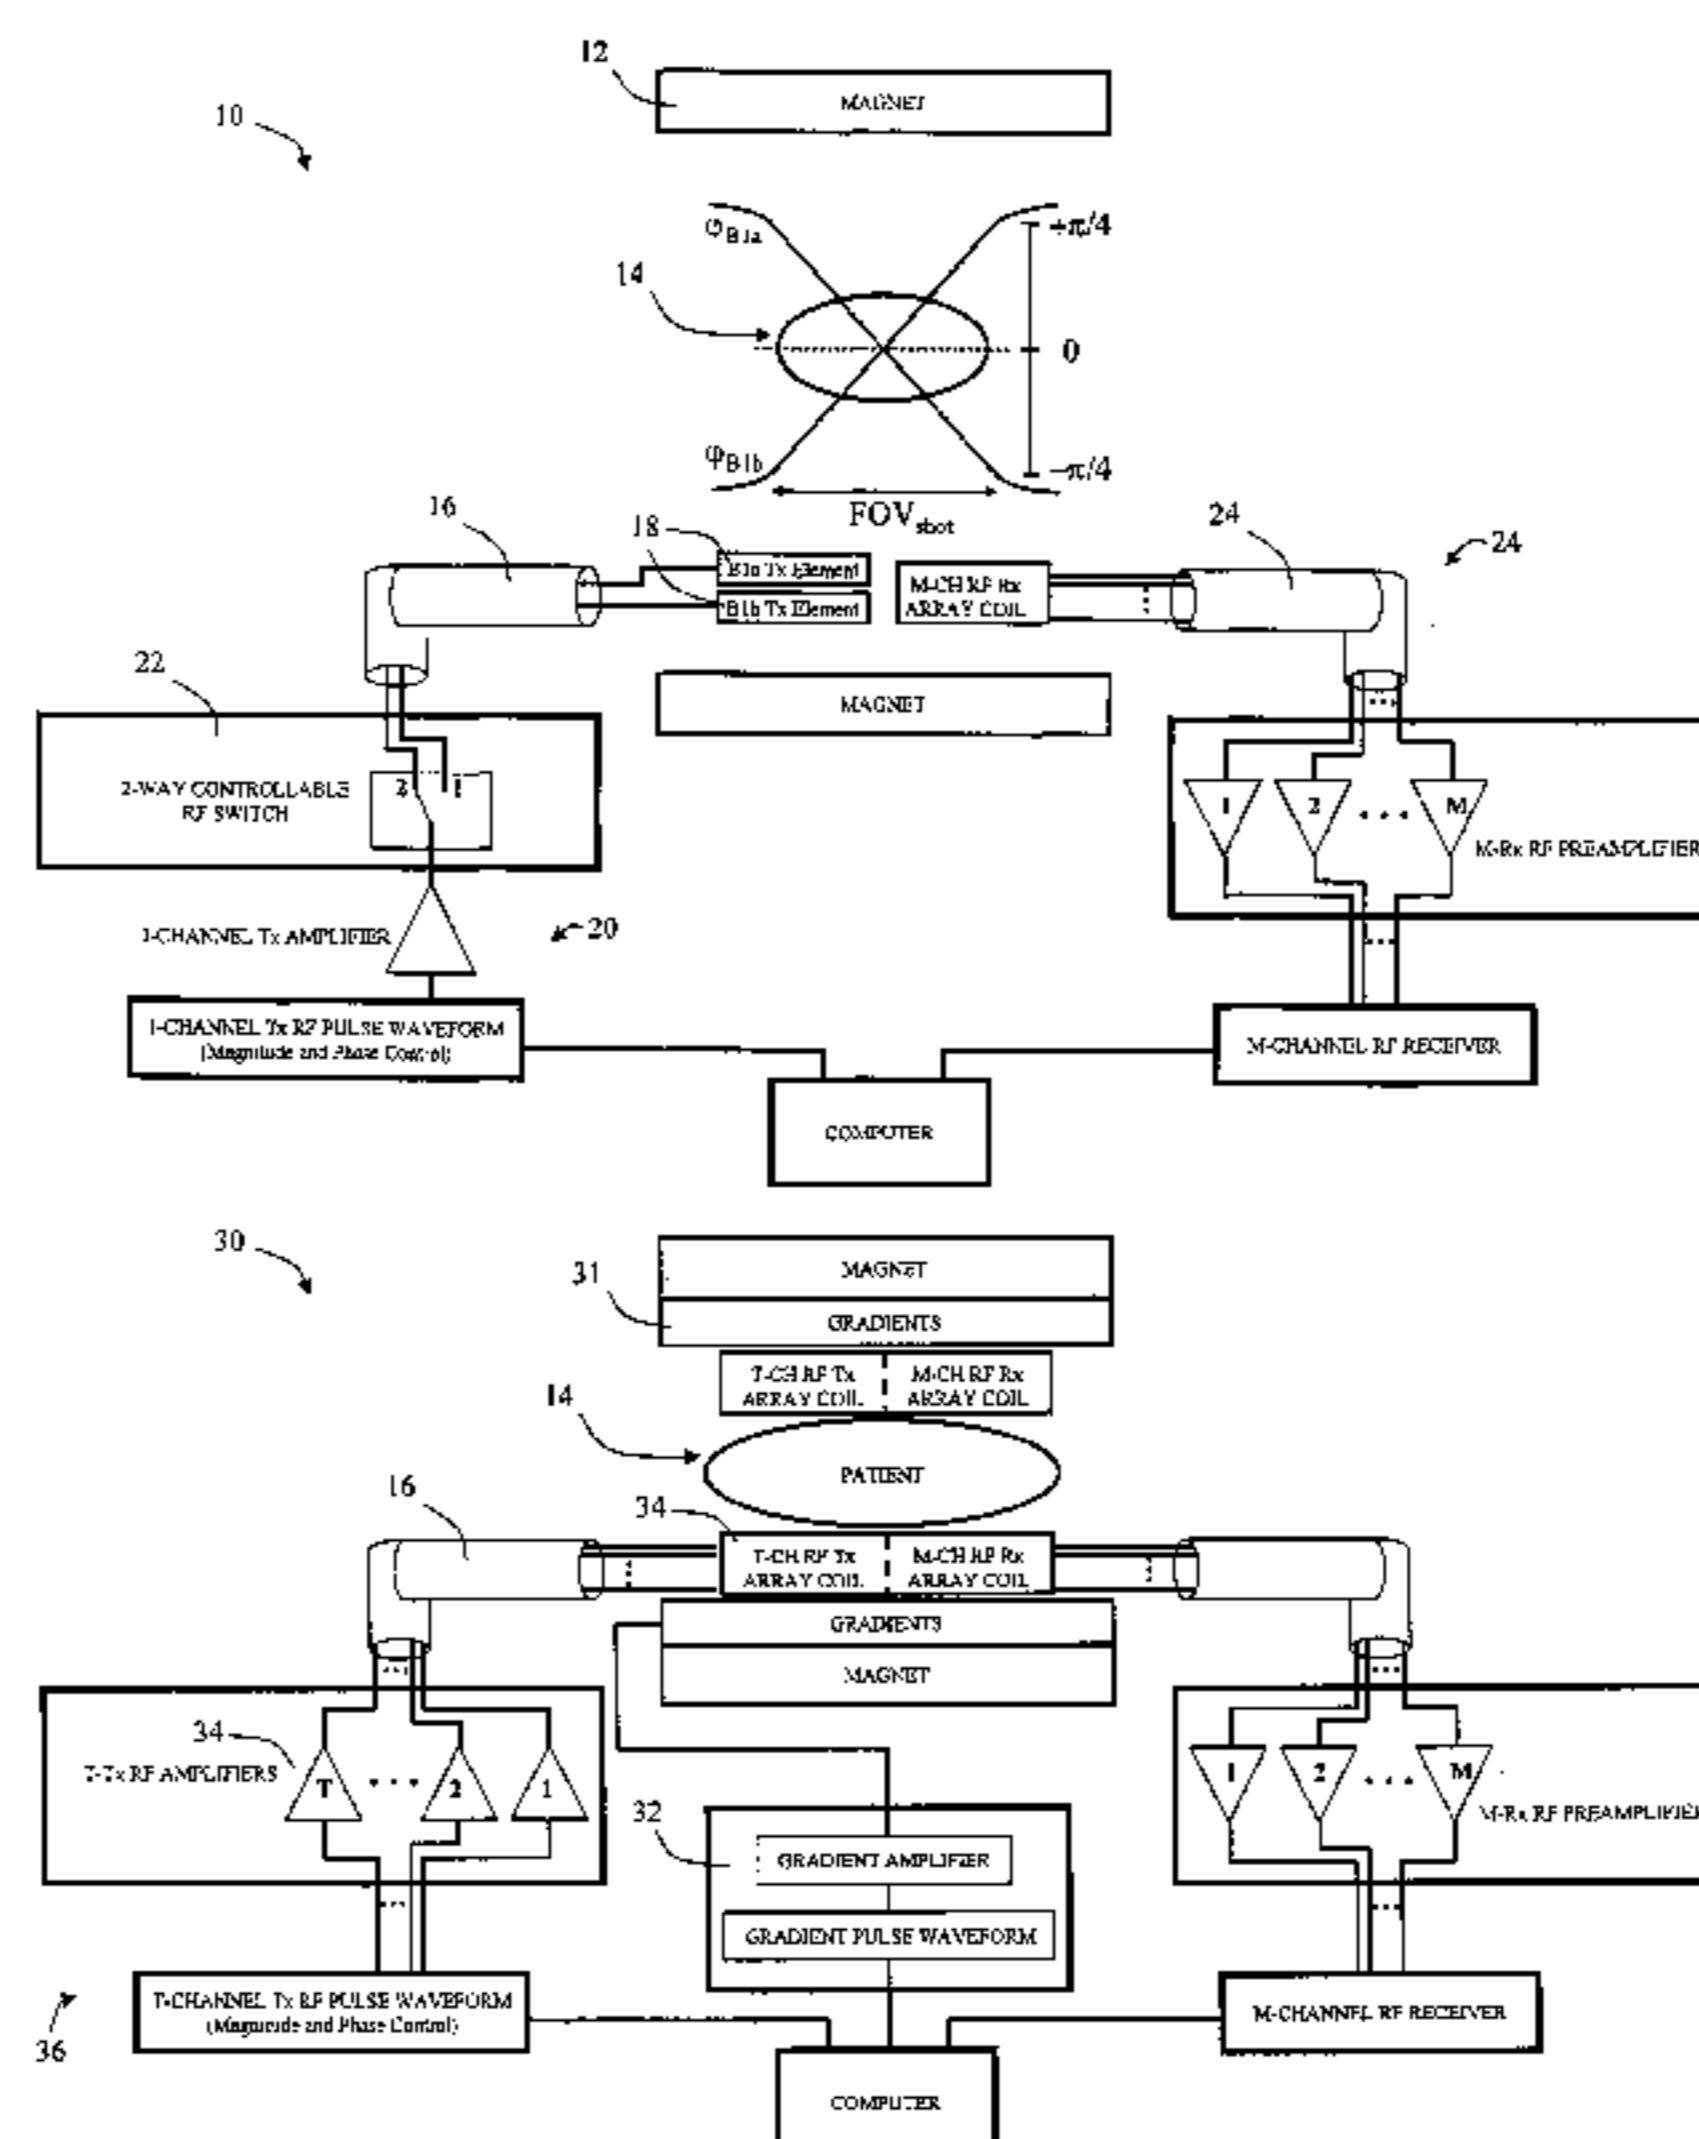 12
MAGNET
10
φB1a
+π/4
14
0
φB1b
−π/4
FOVshot
16
18
24
24
B1a Tx Element
B1b Tx Element
M-CH RF Rx
ARRAY COIL
22
MAGNET
2-WAY CONTROLLABLE
RF SWITCH
2 1
1 2 ... M
M-Rx RF PREAMPLIFIER
1-CHANNEL Tx AMPLIFIER
20
1-CHANNEL Tx RF PULSE WAVEFORM
(Magnitude and Phase Control)
M-CHANNEL RF RECEIVER
COMPUTER
30
MAGNET
31
GRADIENTS
T-CH RF Tx
ARRAY COIL
M-CH RF Rx
ARRAY COIL
14
PATIENT
16
34
T-CH RF Tx
ARRAY COIL
M-CH RF Rx
ARRAY COIL
GRADIENTS
MAGNET
34
T-Tx RF AMPLIFIERS
T ... 2 1
1 2 ... M
M-Rx RF PREAMPLIFIER
32
GRADIENT AMPLIFIER
GRADIENT PULSE WAVEFORM
T-CHANNEL Tx RF PULSE WAVEFORM
(Magnitude and Phase Control)
M-CHANNEL RF RECEIVER
36
COMPUTER